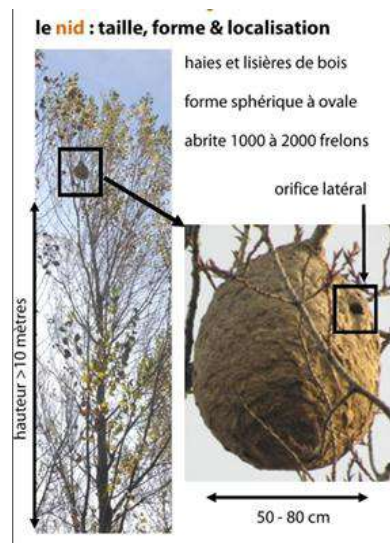 le nid : taille, forme & localisation
haies et lisières de bois
forme sphérique à ovale
abrite 1000 à 2000 frelons
orifice latéral
hauteur >10 mètres
50 - 80 cm